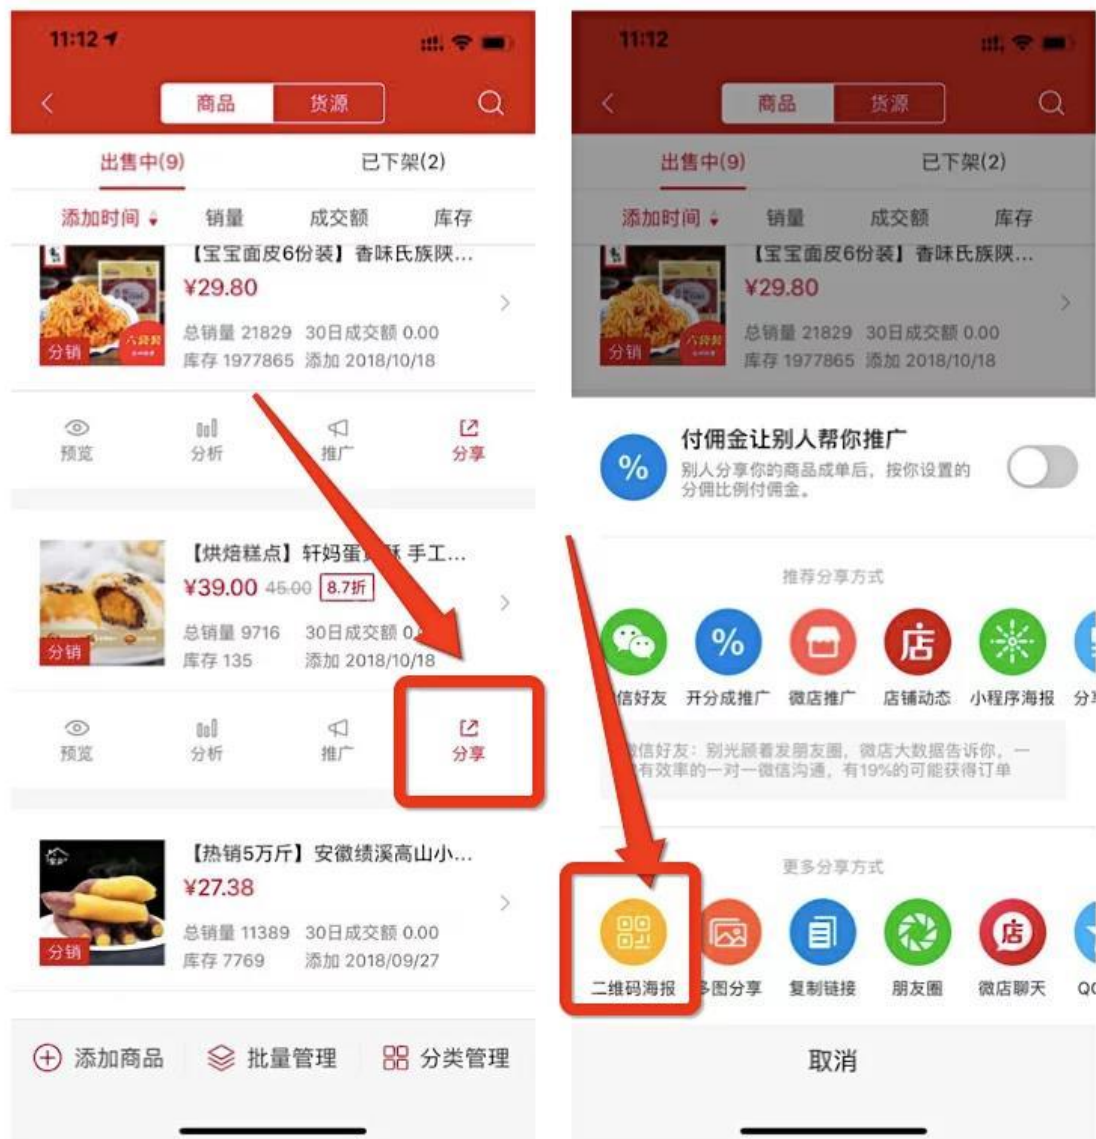 11:12
商品
货源
出售中(9)
已下架(2)
添加时间
销量
成交额
库存
【宝宝面皮6份装】香味氏族陕...
¥29.80
总销量 21829 30日成交额 0.00
库存 1977865 添加 2018/10/18
分销
六袋装
预览
分析
推广
分享
【烘焙糕点】轩妈蛋 手工...
¥39.00 45.00 8.7折
总销量 9716 30日成交额 0
库存 135 添加 2018/10/18
分销
预览
分析
推广
分享
【热销5万斤】安徽绩溪高山小...
¥27.38
总销量 11389 30日成交额 0.00
库存 7769 添加 2018/09/27
分销
添加商品
批量管理
分类管理
11:12
商品
货源
出售中(9)
已下架(2)
添加时间
销量
成交额
库存
【宝宝面皮6份装】香味氏族陕...
¥29.80
总销量 21829 30日成交额 0.00
库存 1977865 添加 2018/10/18
分销
六袋装
%
付佣金让别人帮你推广
别人分享你的商品成单后，按你设置的
分佣比例付佣金。
推荐分享方式
%
店
信好友
开分成推广
微店推广
店铺动态
小程序海报
分享
信好友：别光顾着发朋友圈，微店大数据告诉你，一
有效率的一对一微信沟通，有19%的可能获得订单
更多分享方式
店
二维码海报
多图分享
复制链接
朋友圈
微店聊天
QQ
取消